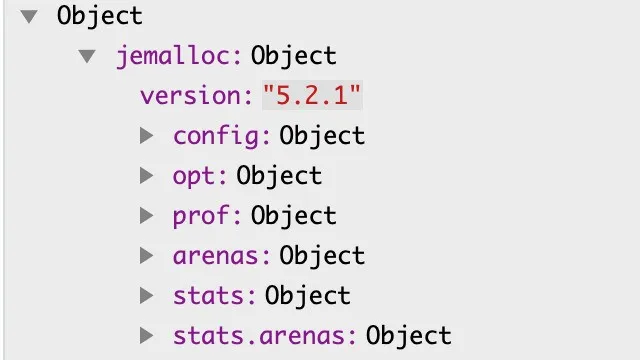 Object
jemalloc: Object
version: "5.2.1"
config: Object
opt: Object
prof: Object
arenas: Object
stats: Object
stats.arenas: Object